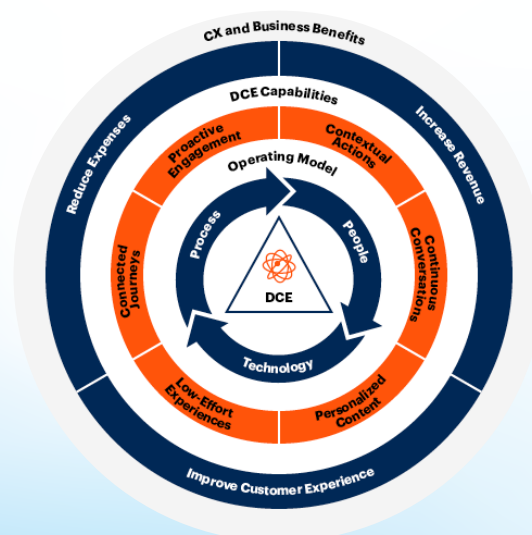 CX and Business Benefits
Reduce Expenses
Increase Revenue
Improve Customer Experience
DCE Capabilities
Proactive
Engagement
Contextual
Actions
Continuous
Conversations
Personalized
Content
Low-Effort
Experiences
Connected
Journeys
Operating Model
Process
People
Technology
DCE